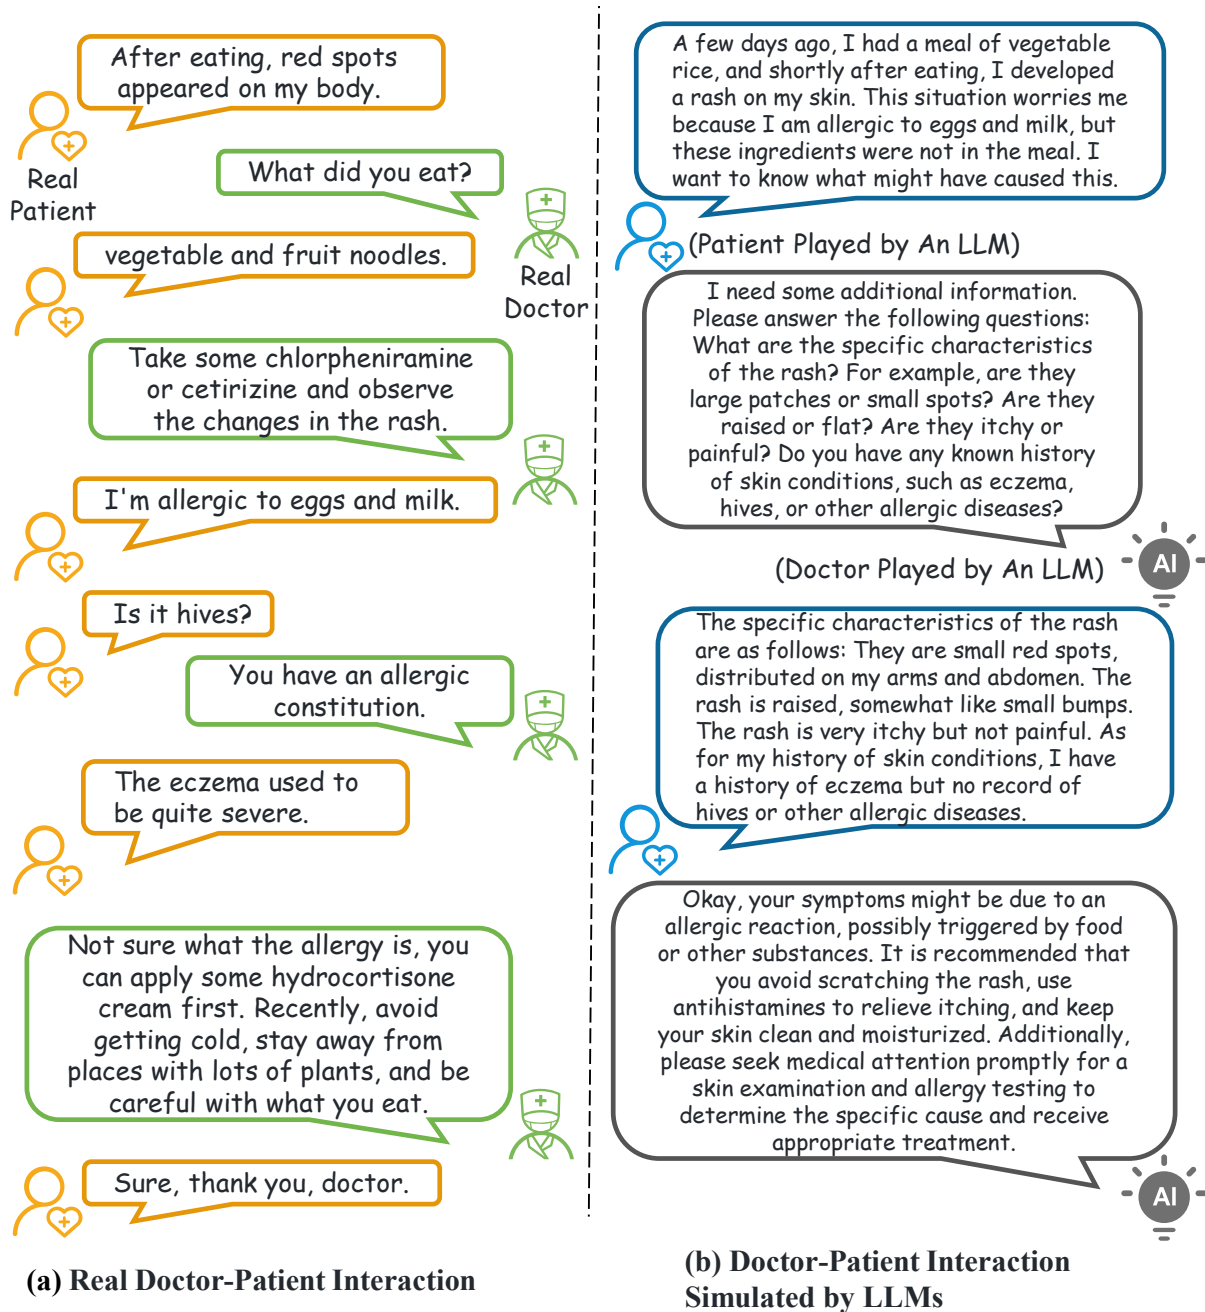 After eating, red spots
appeared on my body.
Real
Patient
What did you eat?
Real
Doctor
vegetable and fruit noodles.
Take some chlorpheniramine
or cetirizine and observe
the changes in the rash.
I'm allergic to eggs and milk.
Is it hives?
You have an allergic
constitution.
The eczema used to
be quite severe.
Not sure what the allergy is, you
can apply some hydrocortisone
cream first. Recently, avoid
getting cold, stay away from
places with lots of plants, and be
careful with what you eat.
Sure, thank you, doctor.
(a) Real Doctor-Patient Interaction
A few days ago, I had a meal of vegetable
rice, and shortly after eating, I developed
a rash on my skin. This situation worries me
because I am allergic to eggs and milk, but
these ingredients were not in the meal. I
want to know what might have caused this.
(Patient Played by An LLM)
I need some additional information.
Please answer the following questions:
What are the specific characteristics
of the rash? For example, are they
large patches or small spots? Are they
raised or flat? Are they itchy or
painful? Do you have any known history
of skin conditions, such as eczema,
hives, or other allergic diseases?
AI
(Doctor Played by An LLM)
The specific characteristics of the rash
are as follows: They are small red spots,
distributed on my arms and abdomen. The
rash is raised, somewhat like small bumps.
The rash is very itchy but not painful. As
for my history of skin conditions, I have
a history of eczema but no record of
hives or other allergic diseases.
Okay, your symptoms might be due to an
allergic reaction, possibly triggered by food
or other substances. It is recommended that
you avoid scratching the rash, use
antihistamines to relieve itching, and keep
your skin clean and moisturized. Additionally,
please seek medical attention promptly for a
skin examination and allergy testing to
determine the specific cause and receive
appropriate treatment.
AI
(b) Doctor-Patient Interaction
Simulated by LLMs